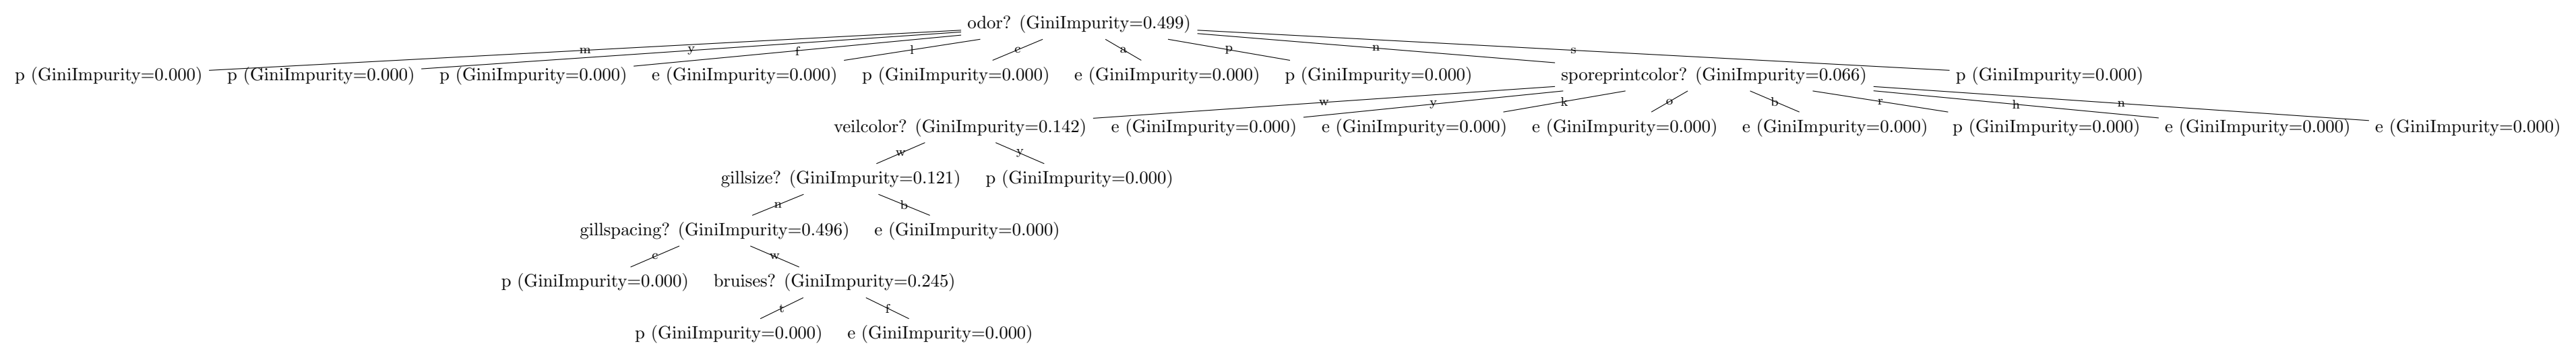 odor? (GiniImpurity=0.499)
m y f l c a p n s
p (GiniImpurity=0.000) p (GiniImpurity=0.000) p (GiniImpurity=0.000) e (GiniImpurity=0.000) p (GiniImpurity=0.000) e (GiniImpurity=0.000) p (GiniImpurity=0.000) sporeprintcolor? (GiniImpurity=0.066) p (GiniImpurity=0.000)
w y k o b r h n
veilcolor? (GiniImpurity=0.142) e (GiniImpurity=0.000) e (GiniImpurity=0.000) e (GiniImpurity=0.000) e (GiniImpurity=0.000) p (GiniImpurity=0.000) e (GiniImpurity=0.000) e (GiniImpurity=0.000)
w y
gillsize? (GiniImpurity=0.121) p (GiniImpurity=0.000)
n b
gillspacing? (GiniImpurity=0.496) e (GiniImpurity=0.000)
c w
p (GiniImpurity=0.000) bruises? (GiniImpurity=0.245)
t f
p (GiniImpurity=0.000) e (GiniImpurity=0.000)